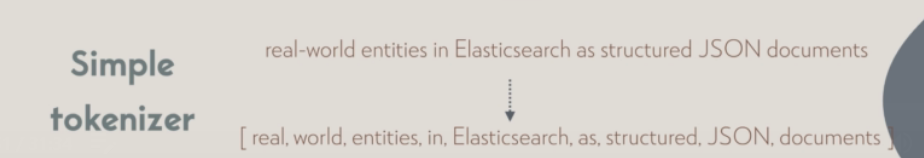 Simple
tokenizer
real-world entities in Elasticsearch as structured JSON documents
[ real, world, entities, in, Elasticsearch, as, structured, JSON, documents ]